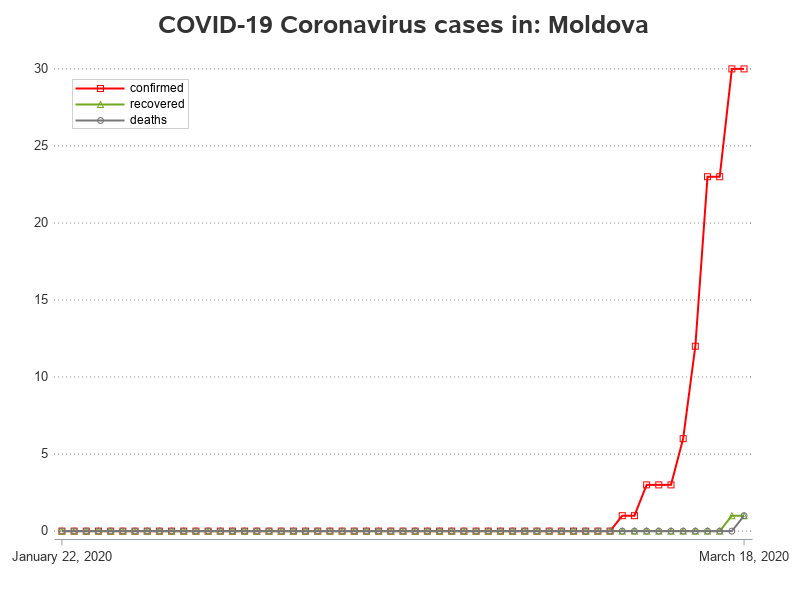 COVID-19 Coronavirus cases in: Moldova
30
confirmed
recovered
deaths
25
20
15
10
5
0
January 22, 2020
March 18, 2020